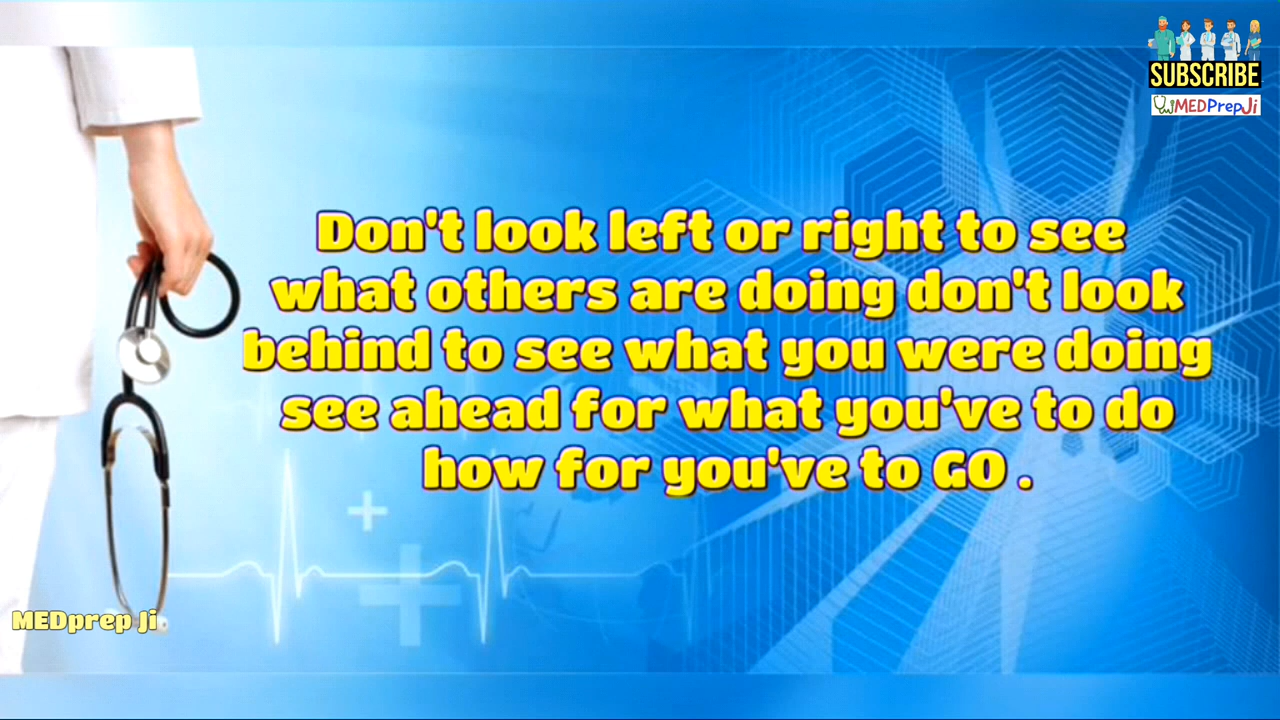 SUBSCRIBE
MEDPrepJi
Don't look left or right to see
what others are doing don't look
behind to see what you were doing
see ahead for what you've to do
how for you've to GO .
MEDprep Ji